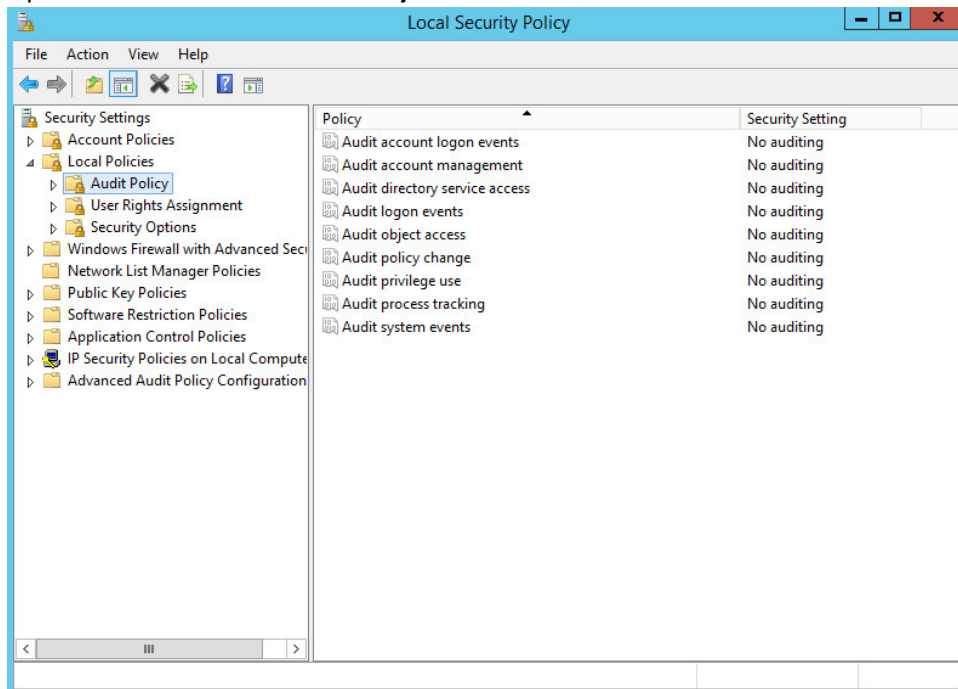 Local Security Policy
File Action View Help
Security Settings
Account Policies
Local Policies
Audit Policy
User Rights Assignment
Security Options
Windows Firewall with Advanced Secu
Network List Manager Policies
Public Key Policies
Software Restriction Policies
Application Control Policies
IP Security Policies on Local Compute
Advanced Audit Policy Configuration
Policy Security Setting
Audit account logon events No auditing
Audit account management No auditing
Audit directory service access No auditing
Audit logon events No auditing
Audit object access No auditing
Audit policy change No auditing
Audit privilege use No auditing
Audit process tracking No auditing
Audit system events No auditing